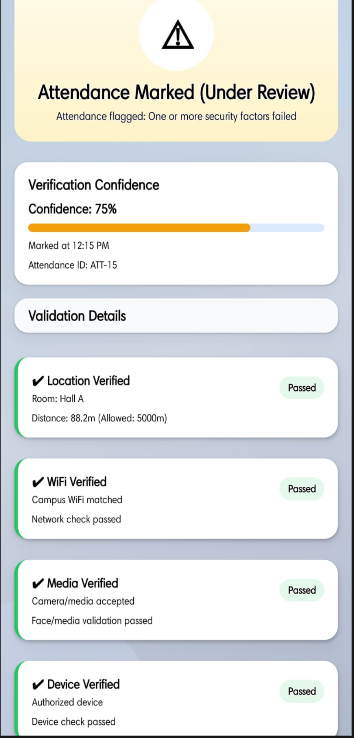 Attendance Marked (Under Review)
Attendance flagged: One or more security factors failed
Verification Confidence
Confidence: 75%
Marked at 12:15 PM
Attendance ID: ATT-15
Validation Details
✔ Location Verified
Passed
Room: Hall A
Distance: 88.2m (Allowed: 5000m)
✔ WiFi Verified
Passed
Campus WiFi matched
Network check passed
✔ Media Verified
Passed
Camera/media accepted
Face/media validation passed
✔ Device Verified
Passed
Authorized device
Device check passed